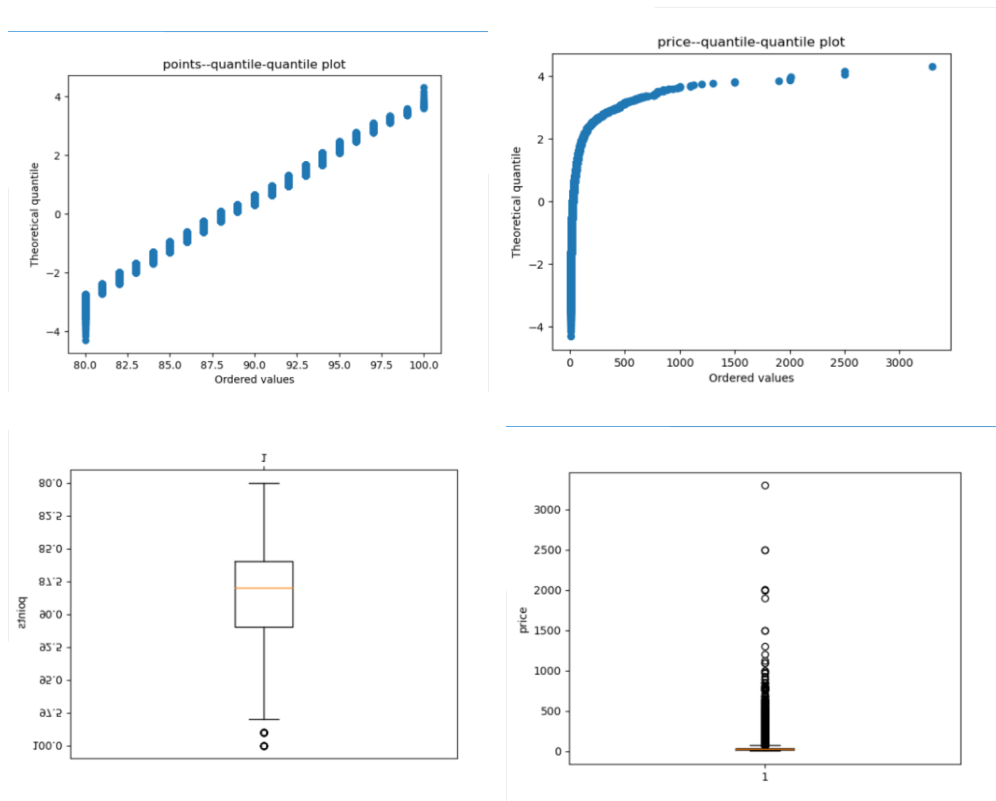 points--quantile-quantile plot
Theoretical quantile
4
2
0
−2
−4
80.0 82.5 85.0 87.5 90.0 92.5 95.0 97.5 100.0
Ordered values
price--quantile-quantile plot
Theoretical quantile
4
2
0
−2
−4
0 500 1000 1500 2000 2500 3000
Ordered values
1
points
80.0
82.5
85.0
87.5
90.0
92.5
95.0
97.5
100.0
price
3000
2500
2000
1500
1000
500
0
1